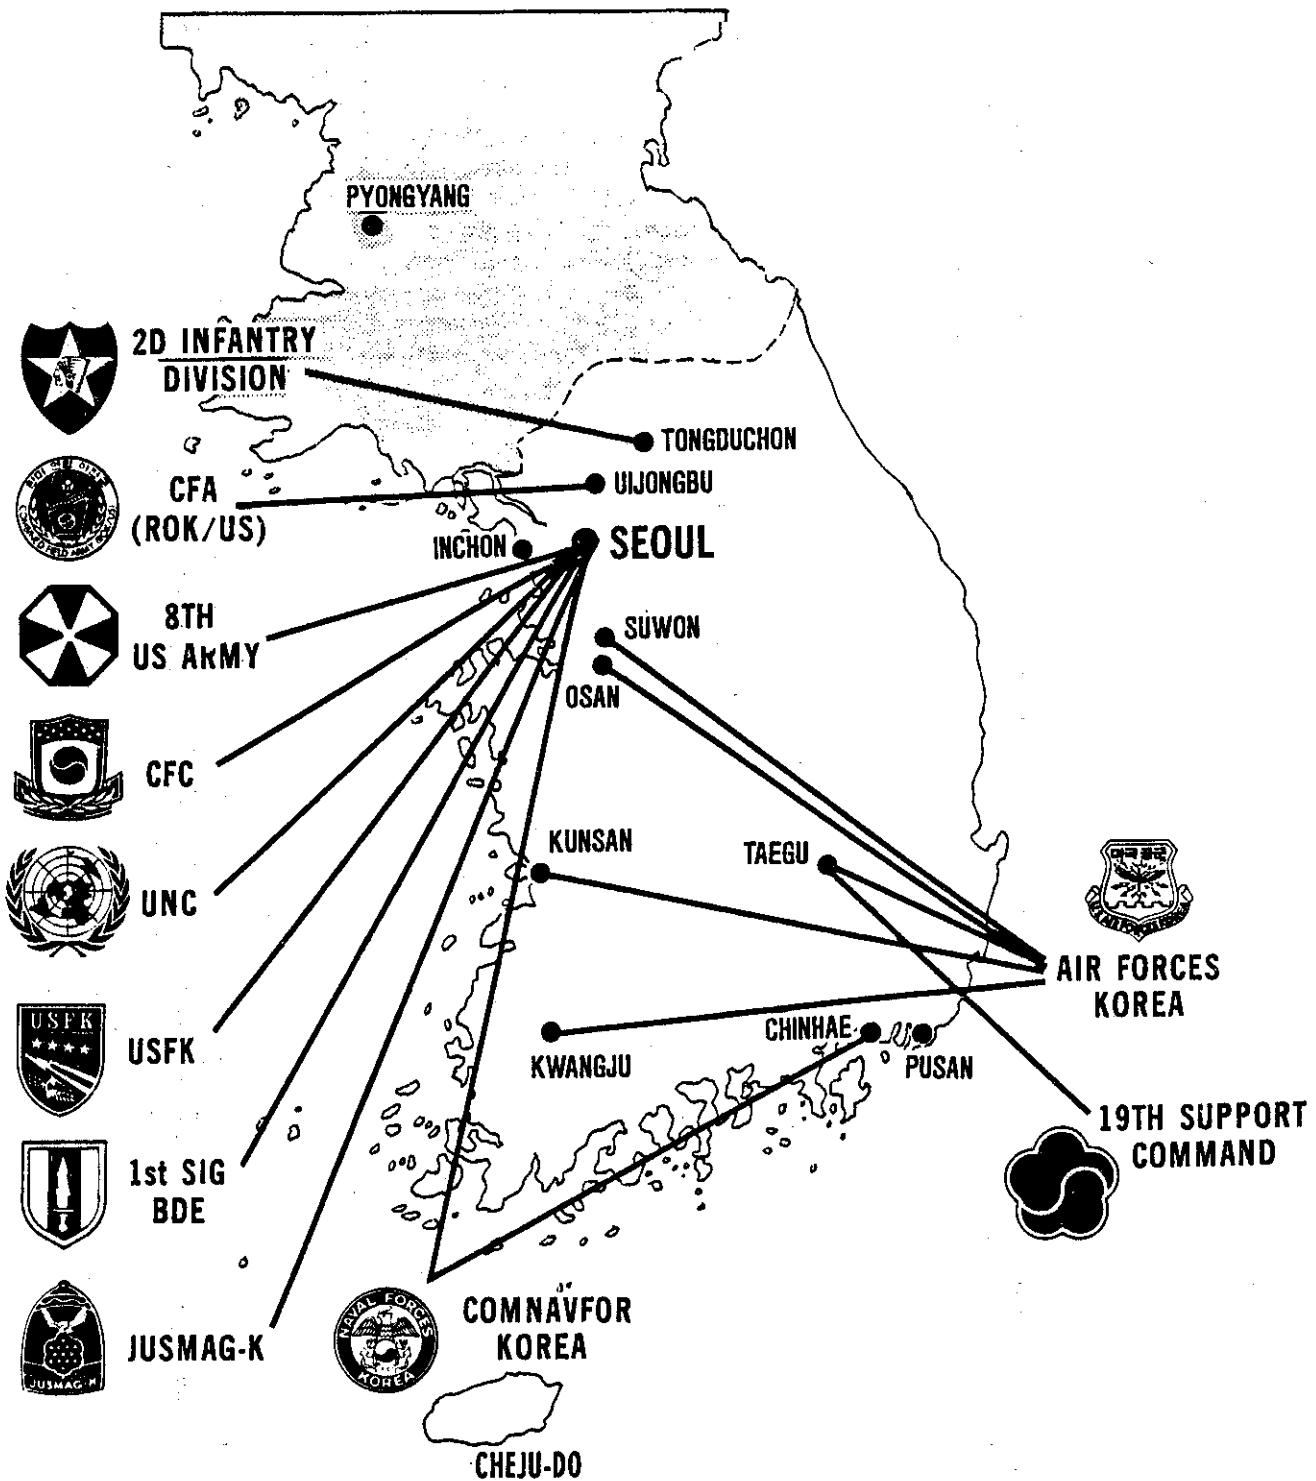 PYONGYANG
2D INFANTRY
DIVISION
TONGDUCHON
CFA
(ROK/US)
UIJONGBU
INCHON
SEOUL
8TH
US ARMY
SUWON
OSAN
CFC
KUNSAN
TAEGU
UNC
AIR FORCES
KOREA
USFK
USFK
KWANGJU
CHINHAE
PUSAN
19TH SUPPORT
COMMAND
1st SIG
BDE
JUSMAG-K
JUSMAG-K
NAVAL FORCES
KOREA
COMNAVFOR
KOREA
CHEJU-DO